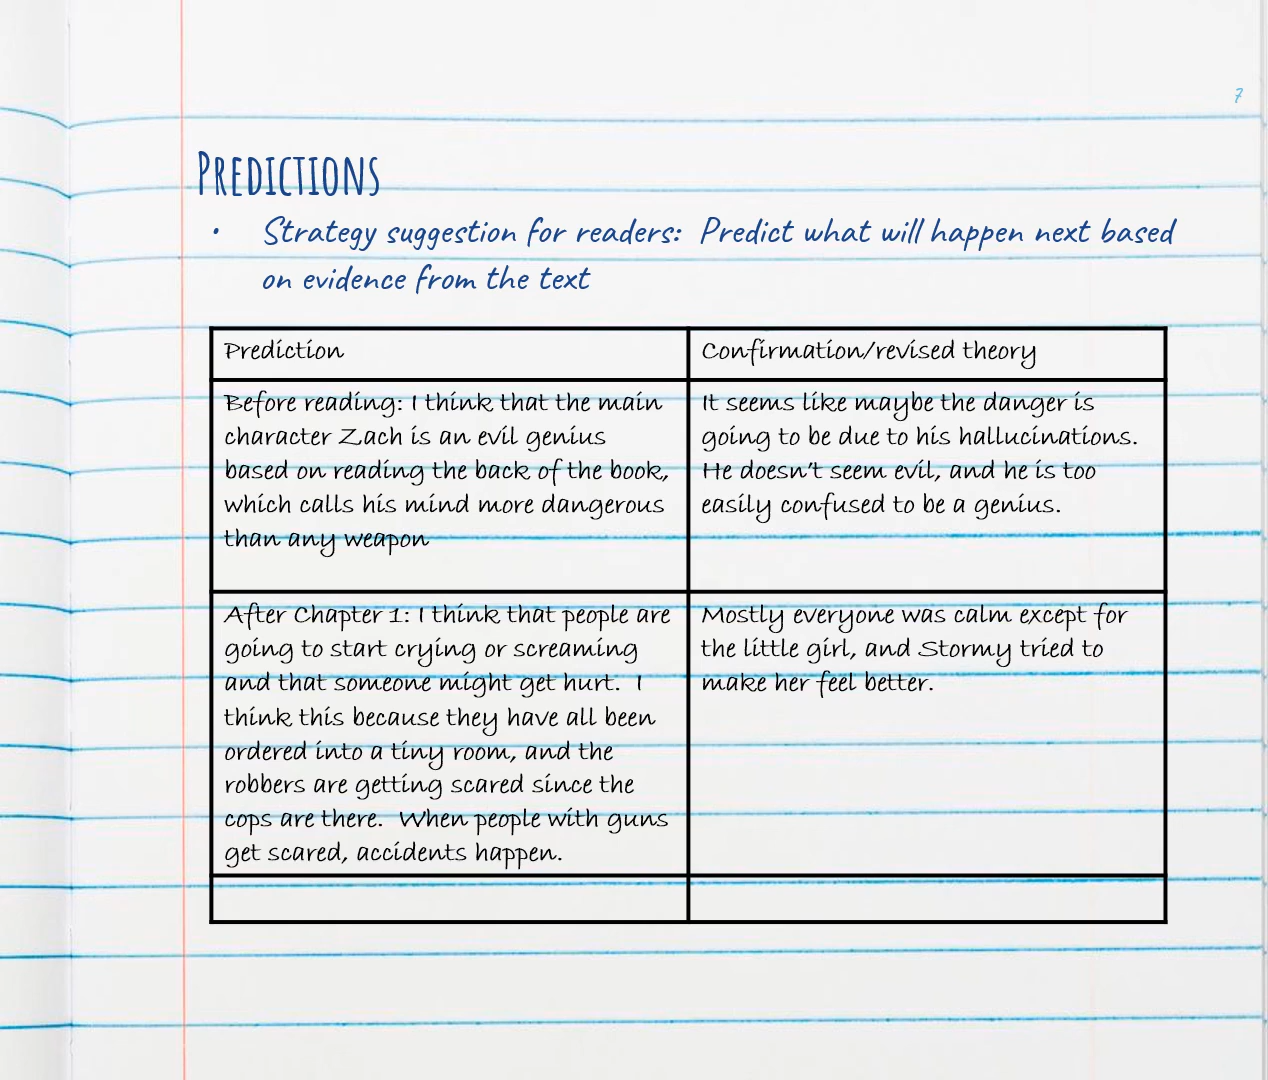 7
Predictions
• Strategy suggestion for readers: Predict what will happen next based
on evidence from the text
Prediction
Confirmation/revised theory
Before reading: I think that the main
character Zach is an evil genius
based on reading the back of the book,
which calls his mind more dangerous
than any weapon
It seems like maybe the danger is
going to be due to his hallucinations.
He doesn't seem evil, and he is too
easily confused to be a genius.
After Chapter 1: I think that people are
going to start crying or screaming
and that someone might get hurt. I
think this because they have all been
ordered into a tiny room, and the
robbers are getting scared since the
cops are there. When people with guns
get scared, accidents happen.
Mostly everyone was calm except for
the little girl, and Stormy tried to
make her feel better.